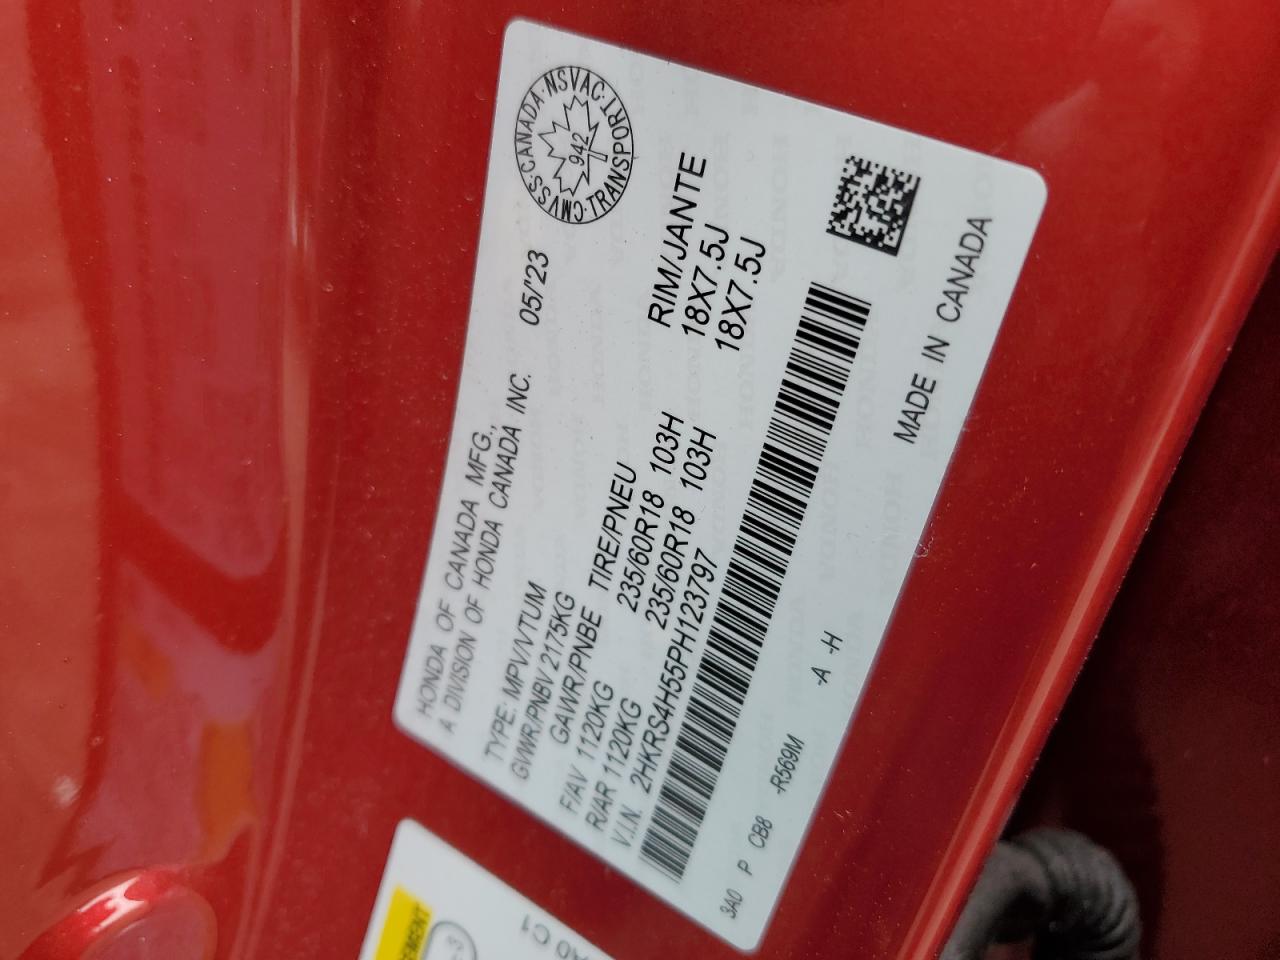 HONDA OF CANADA MFG.,
A DIVISION OF HONDA CANADA INC. 05/'23
CMVSS·CANADA·NSVAC·TRANSPORT·
942
TYPE: MPV/VTUM
GVWR/PNBV 2175KG
GAWR/PNBE TIRE/PNEU RIM/JANTE
F/AV 1120KG 235/60R18 103H 18X7.5J
R/AR 1120KG 235/60R18 103H 18X7.5J
V.I.N. 2HKRS4H55PH123797
3A0 P CB8 -R569M -A -H
MADE IN CANADA